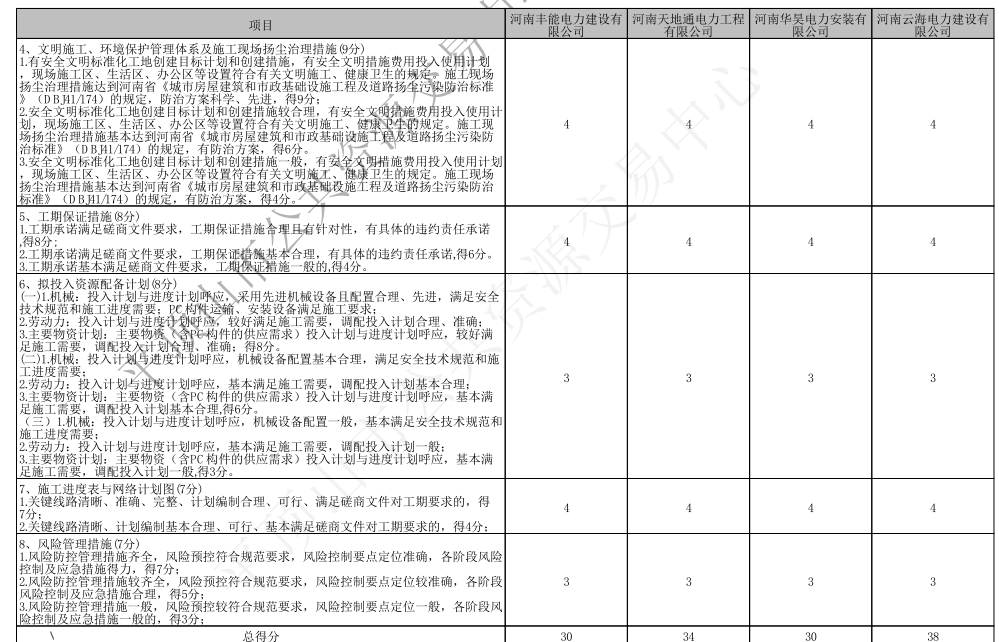 项目
河南丰能电力建设有
限公司
河南天地通电力工程
有限公司
河南华昊电力安装有
限公司
河南云海电力建设有
限公司
4、文明施工、环境保护管理体系及施工现场扬尘治理措施(9分)
1.有安全文明标准化工地创建目标计划和创建措施，有安全文明措施费用投入使用计划
，现场施工区、生活区、办公区等设置符合有关文明施工、健康卫生的规定。施工现场
扬尘治理措施达到河南省《城市房屋建筑和市政基础设施工程及道路扬尘污染防治标准
》（DBJ41/174）的规定，防治方案科学、先进，得9分；
2.安全文明标准化工地创建目标计划和创建措施较合理，有安全文明措施费用投入使用计
划，现场施工区、生活区、办公区等设置符合有关文明施工、健康卫生的规定。施工现
场扬尘治理措施基本达到河南省《城市房屋建筑和市政基础设施工程及道路扬尘污染防
治标准》（DBJ41/174）的规定，有防治方案，得6分。
3.安全文明标准化工地创建目标计划和创建措施一般，有安全文明措施费用投入使用计划
，现场施工区、生活区、办公区等设置符合有关文明施工、健康卫生的规定。施工现场
扬尘治理措施基本达到河南省《城市房屋建筑和市政基础设施工程及道路扬尘污染防治
标准》（DBJ41/174）的规定，有防治方案，得4分。
4
4
4
4
5、工期保证措施(8分)
1.工期承诺满足磋商文件要求，工期保证措施合理且有针对性，有具体的违约责任承诺
,得8分;
2.工期承诺满足磋商文件要求，工期保证措施基本合理，有具体的违约责任承诺,得6分。
3.工期承诺基本满足磋商文件要求，工期保证措施一般的,得4分。
4
4
4
4
6、拟投入资源配备计划(8分)
(一)1.机械：投入计划与进度计划呼应，采用先进机械设备且配置合理、先进，满足安全
技术规范和施工进度需要；PC构件运输、安装设备满足施工要求；
2.劳动力：投入计划与进度计划呼应，较好满足施工需要，调配投入计划合理、准确；
3.主要物资计划：主要物资（含PC构件的供应需求）投入计划与进度计划呼应，较好满
足施工需要，调配投入计划合理、准确；得8分。
(二)1.机械：投入计划与进度计划呼应，机械设备配置基本合理，满足安全技术规范和施
工进度需要；
2.劳动力：投入计划与进度计划呼应，基本满足施工需要，调配投入计划基本合理；
3.主要物资计划：主要物资（含PC构件的供应需求）投入计划与进度计划呼应，基本满
足施工需要，调配投入计划基本合理,得6分。
（三）1.机械：投入计划与进度计划呼应，机械设备配置一般，基本满足安全技术规范和
施工进度需要；
2.劳动力：投入计划与进度计划呼应，基本满足施工需要，调配投入计划一般；
3.主要物资计划：主要物资（含PC构件的供应需求）投入计划与进度计划呼应，基本满
足施工需要，调配投入计划一般,得3分。
3
3
3
3
7、施工进度表与网络计划图(7分)
1.关键线路清晰、准确、完整、计划编制合理、可行、满足磋商文件对工期要求的，得
7分；
2.关键线路清晰、计划编制基本合理、可行、基本满足磋商文件对工期要求的，得4分；
4
4
4
4
8、风险管理措施(7分)
1.风险防控管理措施齐全，风险预控符合规范要求，风险控制要点定位准确，各阶段风险
控制及应急措施得力，得7分；
2.风险防控管理措施较齐全，风险预控符合规范要求，风险控制要点定位较准确，各阶段
风险控制及应急措施合理，得5分；
3.风险防控管理措施一般，风险预控较符合规范要求，风险控制要点定位一般，各阶段风
险控制及应急措施一般的，得3分；
3
3
3
3
\
总得分
30
34
30
38
平顶山市公共资源交易中
平顶山市公共资源交易中心